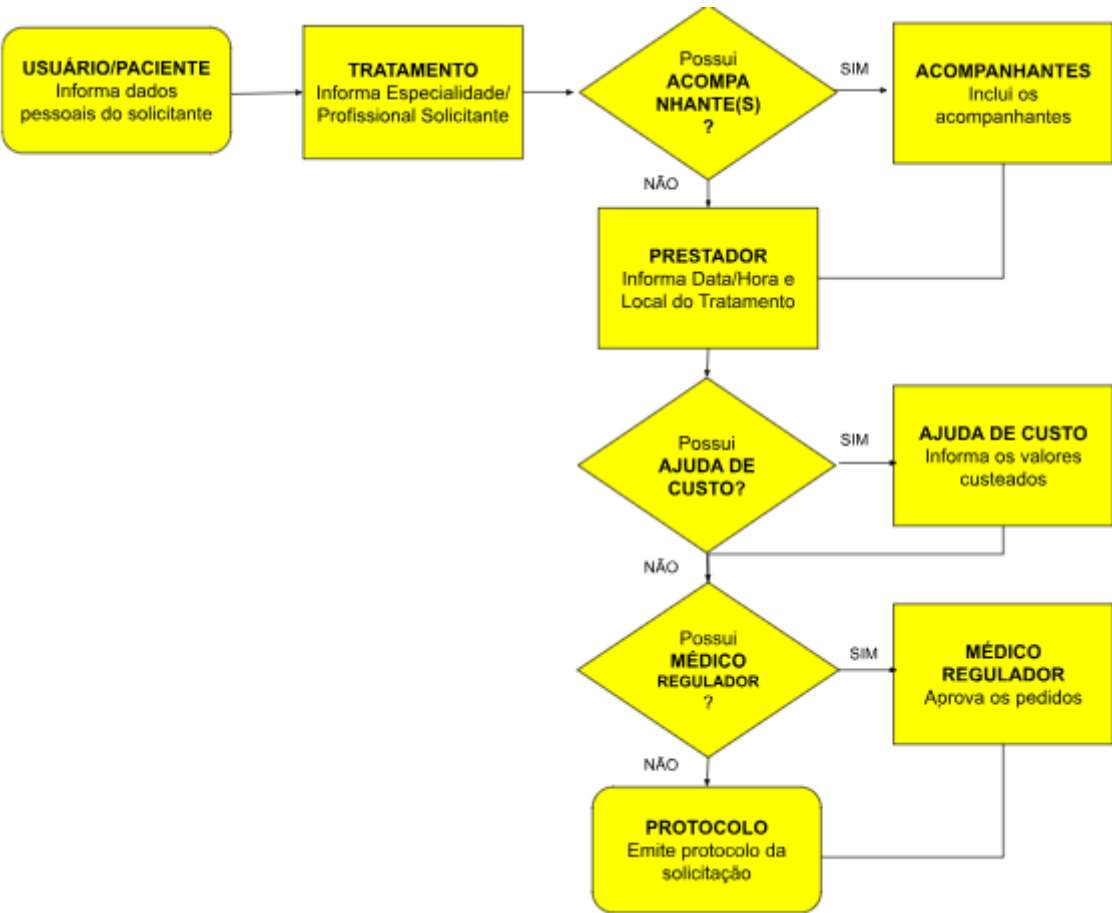 USUÁRIO/PACIENTE
Informa dados
pessoais do solicitante
TRATAMENTO
Informa Especialidade/
Profissional Solicitante
Possui
ACOMPA
NHANTE(S)
?
SIM
ACOMPANHANTES
Inclui os
acompanhantes
NÃO
PRESTADOR
Informa Data/Hora e
Local do Tratamento
Possui
AJUDA DE
CUSTO?
SIM
AJUDA DE CUSTO
Informa os valores
custeados
NÃO
Possui
MÉDICO
REGULADOR
?
SIM
MÉDICO
REGULADOR
Aprova os pedidos
NÃO
PROTOCOLO
Emite protocolo da
solicitação